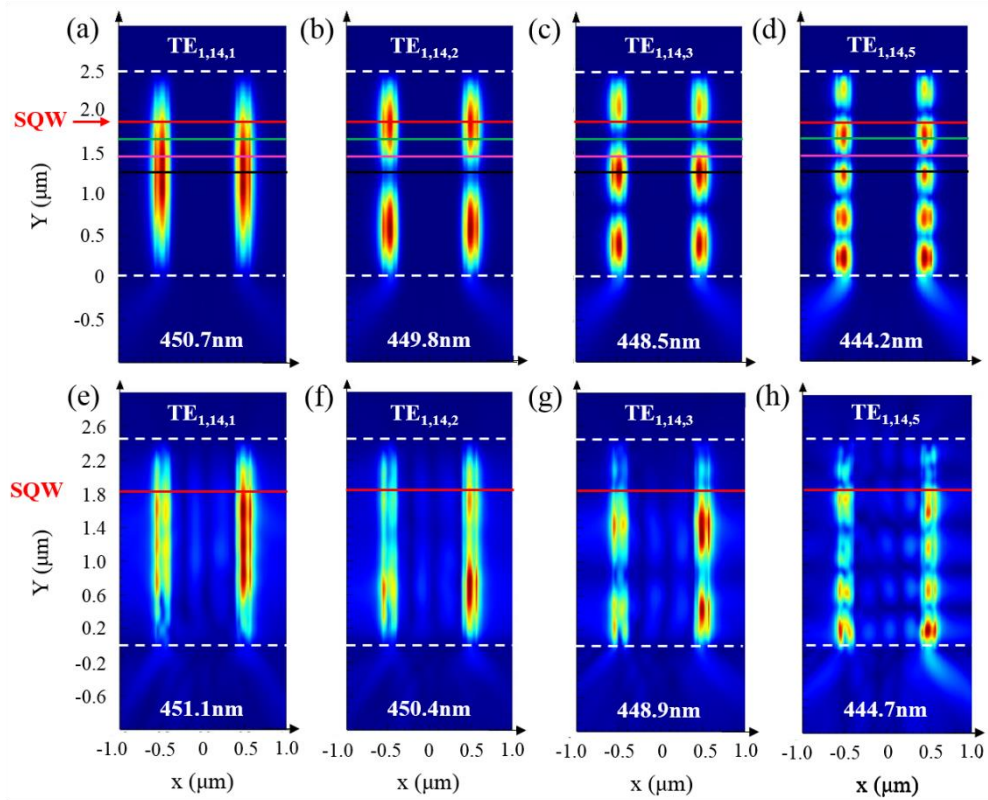 (a) (b) (c) (d)
TE1,14,1 TE1,14,2 TE1,14,3 TE1,14,5
2.5
2.0
SQW
1.5
1.0
0.5
0
-0.5
Y (μm)
450.7nm 449.8nm 448.5nm 444.2nm
(e) (f) (g) (h)
TE1,14,1 TE1,14,2 TE1,14,3 TE1,14,5
2.6
2.2
SQW
1.8
1.4
1.0
0.6
0.2
-0.2
-0.6
Y (μm)
451.1nm 450.4nm 448.9nm 444.7nm
-1.0 -0.5 0 0.5 1.0 -0.5 0 0.5 1.0 -0.5 0 0.5 1.0 -1.0 -0.5 0 0.5 1.0
x (μm) x (μm) x (μm) x (μm)